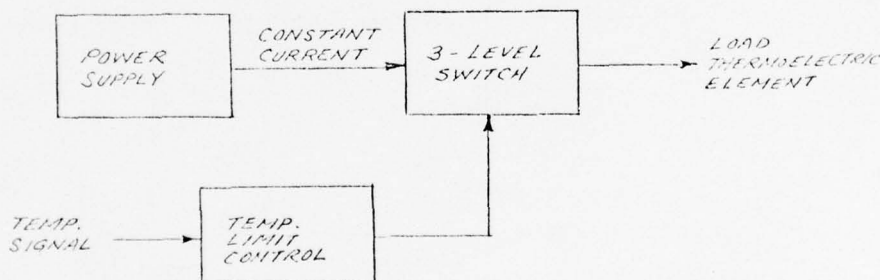 POWER
SUPPLY
CONSTANT
CURRENT
3-LEVEL
SWITCH
LOAD
THERMOELECTRIC
ELEMENT
TEMP.
SIGNAL
TEMP.
LIMIT
CONTROL